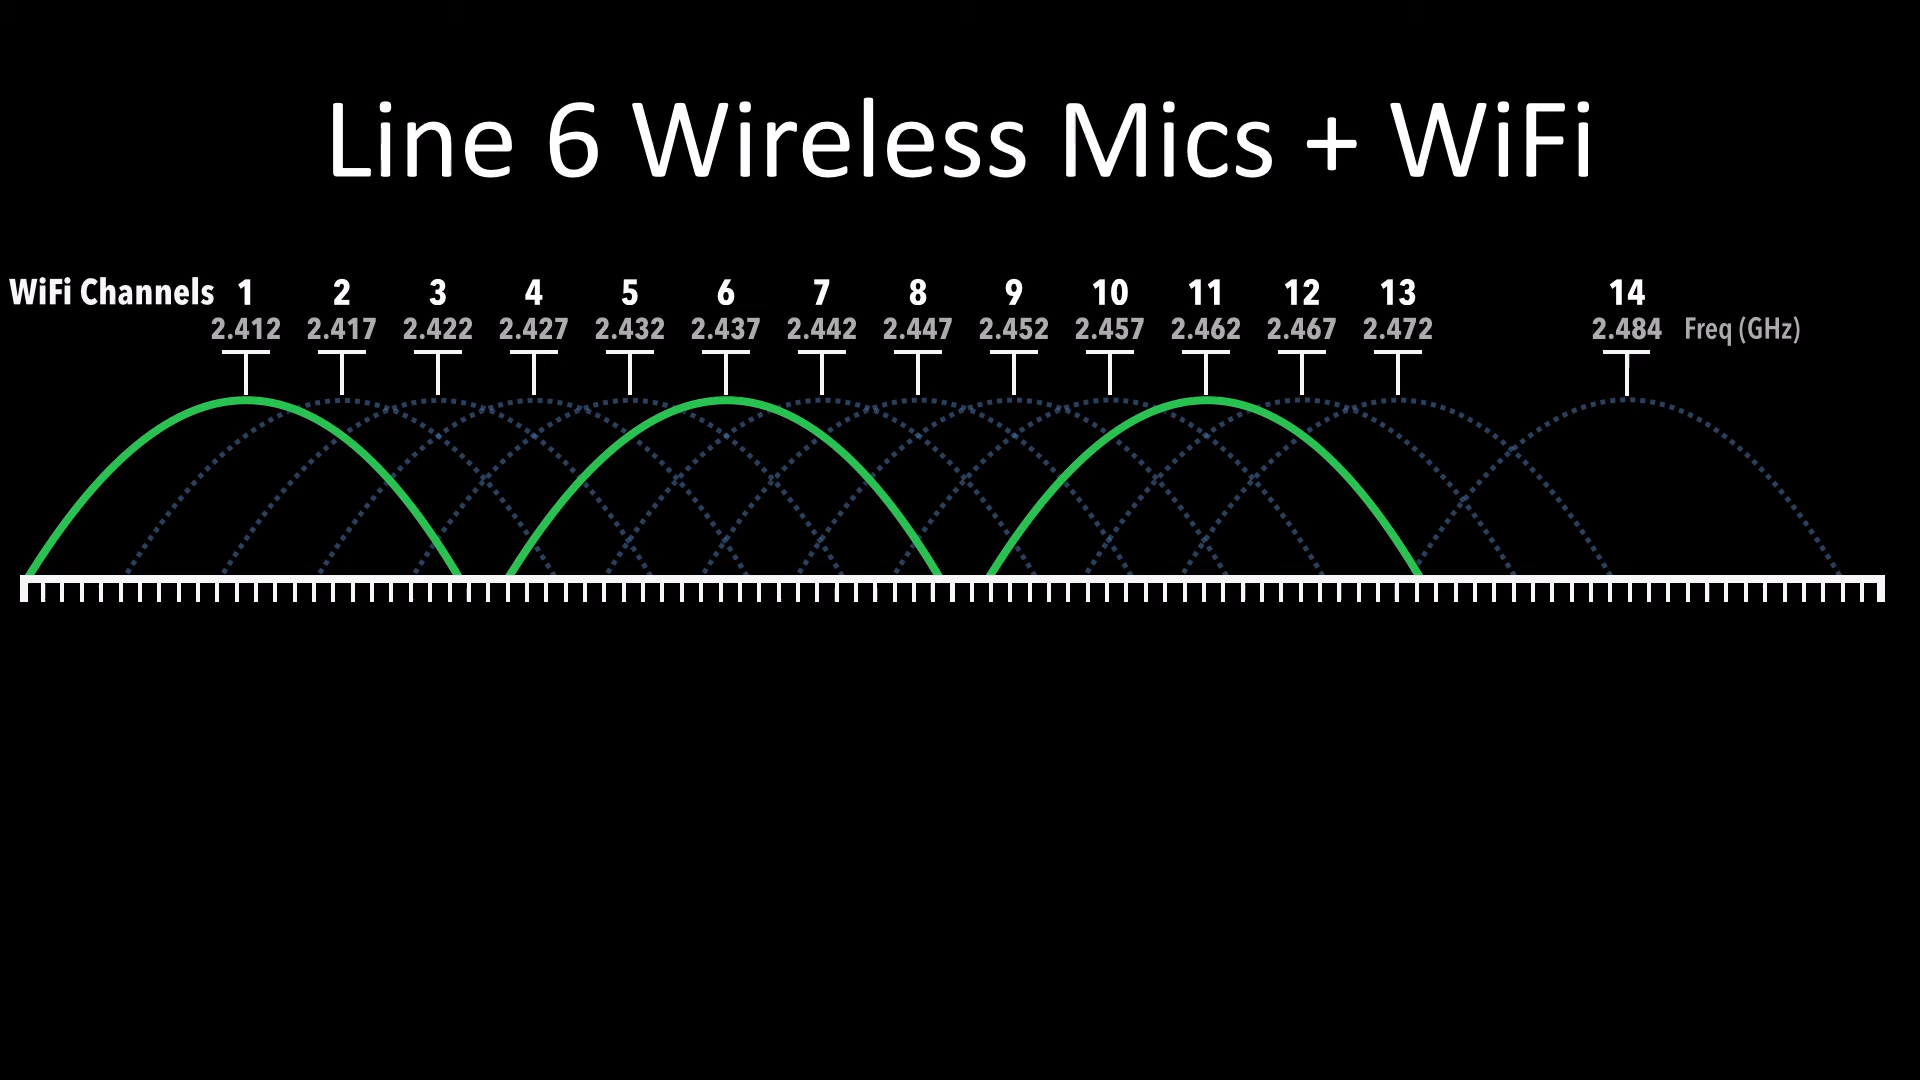 Line 6 Wireless Mics + WiFi
WiFi Channels 1 2 3 4 5 6 7 8 9 10 11 12 13 14
2.412 2.417 2.422 2.427 2.432 2.437 2.442 2.447 2.452 2.457 2.462 2.467 2.472 2.484 Freq (GHz)